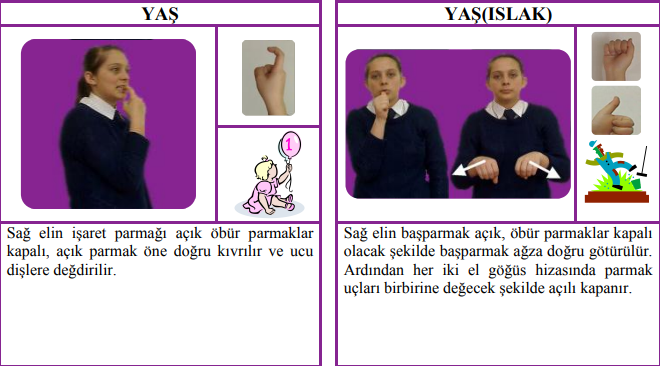 YAŞ
1
Sağ elin işaret parmağı açık öbür parmaklar
kapalı, açık parmak öne doğru kıvrılır ve ucu
dişlere değdirilir.
YAŞ(ISLAK)
Sağ elin başparmak açık, öbür parmaklar kapalı
olacak şekilde başparmak ağza doğru götürülür.
Ardından her iki el göğüs hizasında parmak
uçları birbirine değecek şekilde açılı kapanır.